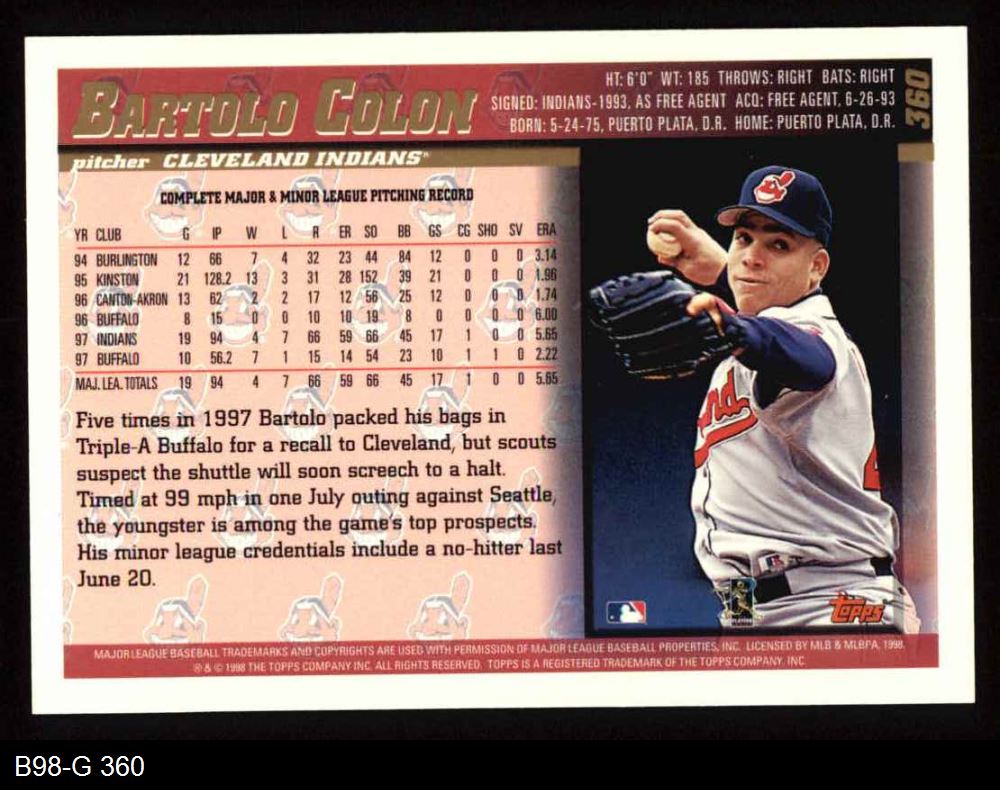 BARTOLO COLON
HT: 6'0" WT: 185 THROWS: RIGHT BATS: RIGHT
SIGNED: INDIANS-1993, AS FREE AGENT ACQ: FREE AGENT, 6-26-93
BORN: 5-24-75, PUERTO PLATA, D.R. HOME: PUERTO PLATA, D.R.
360
pitcher CLEVELAND INDIANS
COMPLETE MAJOR & MINOR LEAGUE PITCHING RECORD
YR CLUB G IP W L R ER SO BB GS CG SHO SV ERA
94 BURLINGTON 12 66 7 4 32 23 44 84 12 0 0 0 3.14
95 KINSTON 21 128.2 13 3 31 28 152 39 21 0 0 0 1.96
96 CANTON-AKRON 13 62 2 2 17 12 56 25 12 0 0 0 1.74
96 BUFFALO 8 15 0 0 10 10 19 8 0 0 0 0 6.00
97 INDIANS 19 94 4 7 66 59 66 45 17 1 0 0 5.65
97 BUFFALO 10 56.2 7 1 15 14 54 23 10 1 1 0 2.22
MAJ. LEA. TOTALS 19 94 4 7 66 59 66 45 17 1 0 0 5.65
Five times in 1997 Bartolo packed his bags in
Triple-A Buffalo for a recall to Cleveland, but scouts
suspect the shuttle will soon screech to a halt.
Timed at 99 mph in one July outing against Seattle,
the youngster is among the game's top prospects.
His minor league credentials include a no-hitter last
June 20.
Topps
MAJOR LEAGUE BASEBALL TRADEMARKS AND COPYRIGHTS ARE USED WITH PERMISSION OF MAJOR LEAGUE BASEBALL PROPERTIES, INC. LICENSED BY MLB & MLBPA, 1998.
® & © 1998 THE TOPPS COMPANY INC. ALL RIGHTS RESERVED. TOPPS IS A REGISTERED TRADEMARK OF THE TOPPS COMPANY, INC.
B98-G 360